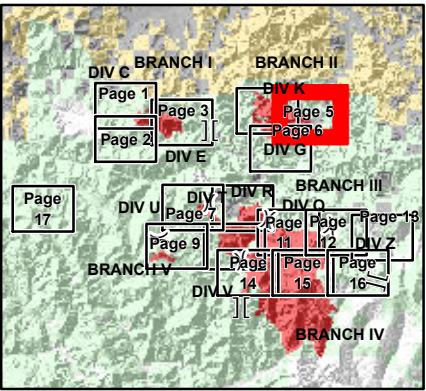 BRANCH I
BRANCH II
DIV C
DIV K
Page 1
Page 3
Page 5
Page 6
Page 2
DIV E
DIV G
BRANCH III
Page 17
DIV U
DIV T
DIV R
DIV O
Page 7
Page 11
Page 12
Page 13
Page 9
DIV Z
BRANCH V
Page 14
Page 15
Page 16
DIV V
BRANCH IV